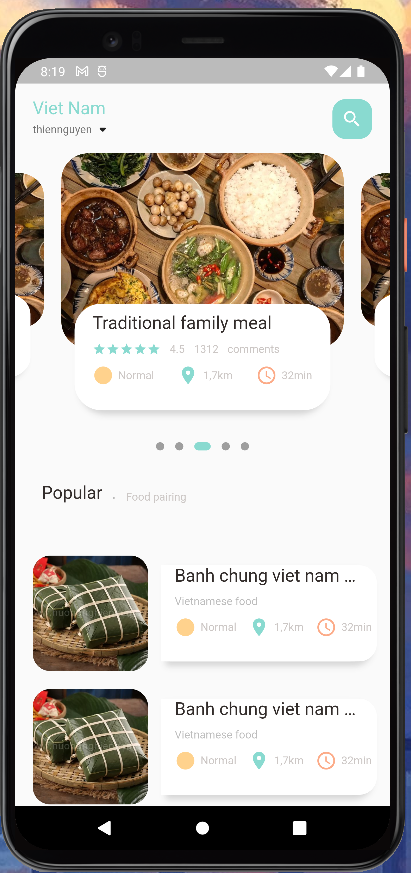 8:19
Viet Nam
thiennguyen
Traditional family meal
4.5 1312 comments
Normal 1,7km 32min
Popular . Food pairing
Banh chung viet nam ...
Vietnamese food
Normal 1,7km 32min
Banh chung viet nam ...
Vietnamese food
Normal 1,7km 32min